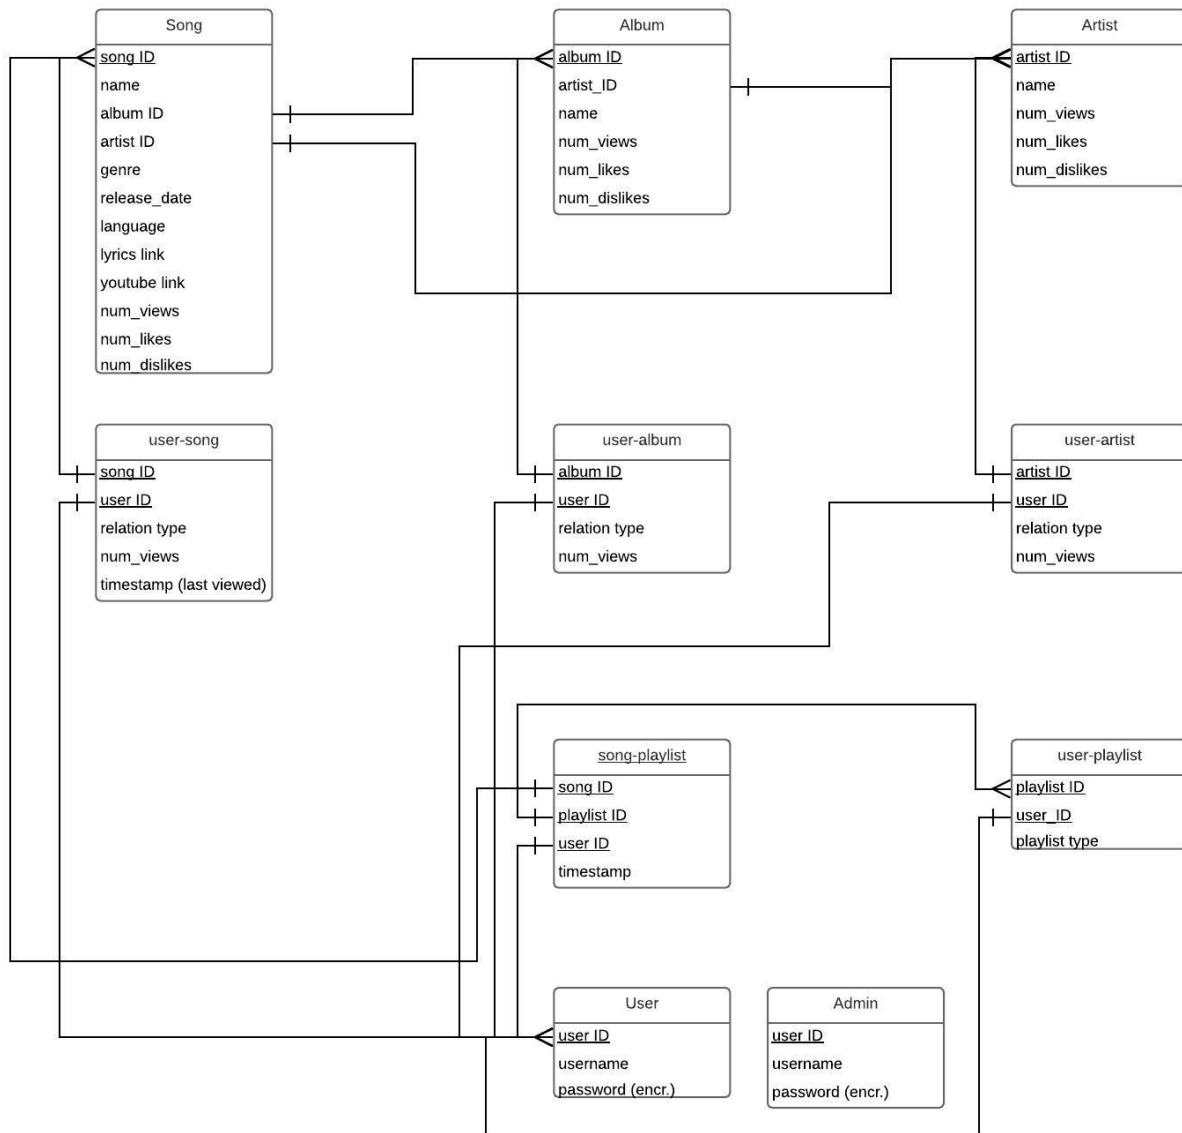 Song
song ID
name
album ID
artist ID
genre
release_date
language
lyrics link
youtube link
num_views
num_likes
num_dislikes
Album
album ID
artist_ID
name
num_views
num_likes
num_dislikes
Artist
artist ID
name
num_views
num_likes
num_dislikes
user-song
song ID
user ID
relation type
num_views
timestamp (last viewed)
user-album
album ID
user ID
relation type
num_views
user-artist
artist ID
user ID
relation type
num_views
song-playlist
song ID
playlist ID
user ID
timestamp
user-playlist
playlist ID
user_ID
playlist type
User
user ID
username
password (encr.)
Admin
user ID
username
password (encr.)